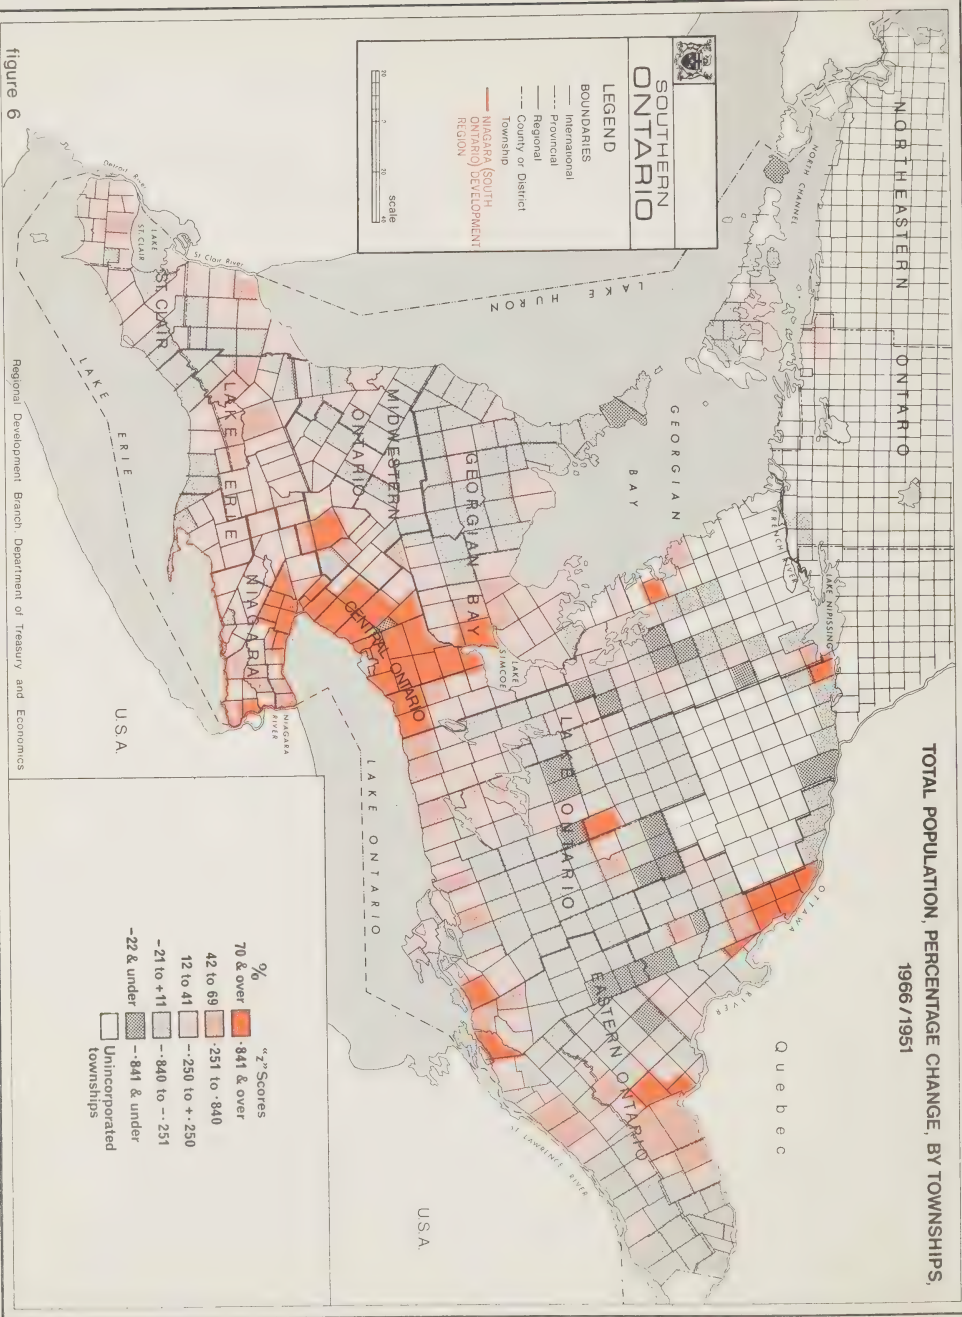 TOTAL POPULATION, PERCENTAGE CHANGE, BY TOWNSHIPS,
1966/1951
SOUTHERN
ONTARIO
LEGEND
BOUNDARIES
International
Provincial
Regional
County or District
Township
NIAGARA (SOUTH
ONTARIO) DEVELOPMENT
REGION
scale
NORTHEASTERN ONTARIO
NORTH CHANNEL
LAKE HURON
GEORGIAN
BAY
FRENCH RIVER
LAKE NIPISSING
OTTAWA RIVER
Quebec
GEORGIAN BAY
MIDWESTERN
ONTARIO
LAKE
SIMCOE
LAKE ONTARIO
EASTERN ONTARIO
CENTRAL ONTARIO
LAKE ERIE
NIAGARA
ST. CLAIR
St Clair River
LAKE
ST. CLAIR
Detroit River
LAKE ERIE
NIAGARA
RIVER
LAKE ONTARIO
ST LAWRENCE RIVER
U.S.A.
U.S.A.
% "z" Scores
70 & over ·841 & over
42 to 69 ·251 to ·840
12 to 41 -·250 to +·250
-21 to +11 -·840 to -·251
-22 & under -·841 & under
Unincorporated
townships
figure 6
Regional Development Branch, Department of Treasury and Economics